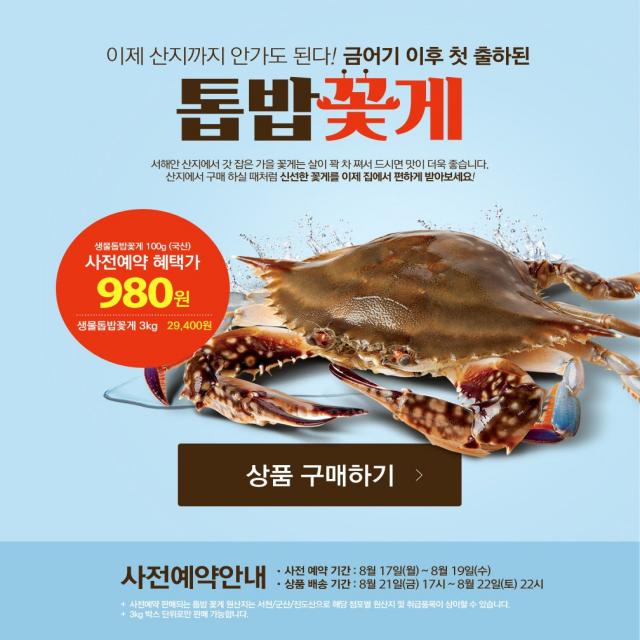 이제 산지까지 안가도 된다! 금어기 이후 첫 출하된
톱밥꽃게
서해안 산지에서 갓 잡은 가을 꽃게는 살이 꽉 차 쪄서 드시면 맛이 더욱 좋습니다.
산지에서 구매 하실 때처럼 신선한 꽃게를 이제 집에서 편하게 받아보세요!
생물톱밥꽃게 100g (국산)
사전예약 혜택가
980원
생물톱밥꽃게 3kg 29,400원
상품 구매하기 >
사전예약안내
· 사전 예약 기간 : 8월 17일(월) ~ 8월 19일(수)
· 상품 배송 기간 : 8월 21일(금) 17시 ~ 8월 22일(토) 22시
+ 사전예약 판매되는 톱밥 꽃게 원산지는 서천/군산/진도산으로 해당 점포별 원산지 및 취급품목이 상이할 수 있습니다.
+ 3kg 박스 단위로만 판매 가능합니다.